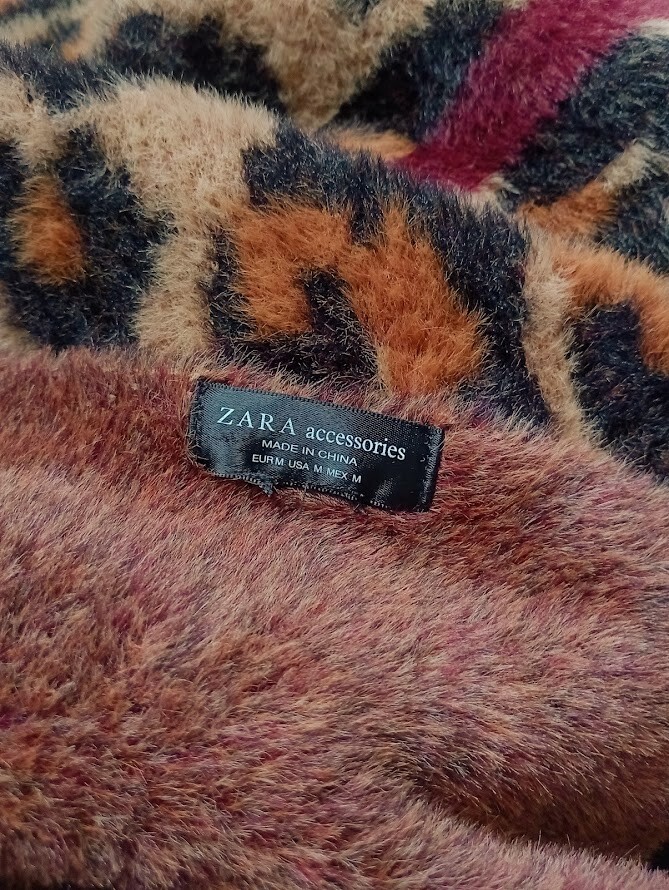 ZARA accessories
MADE IN CHINA
EUR M USA M MEX M